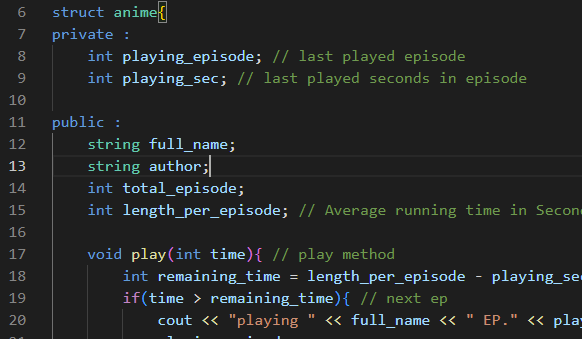 6 struct anime{
7 private :
8 int playing_episode; // last played episode
9 int playing_sec; // last played seconds in episode
10
11 public :
12 string full_name;
13 string author;
14 int total_episode;
15 int length_per_episode; // Average running time in Secon
16
17 void play(int time){ // play method
18 int remaining_time = length_per_episode - playing_sec
19 if(time > remaining_time){ // next ep
20 cout << "playing " << full_name << " EP." << play